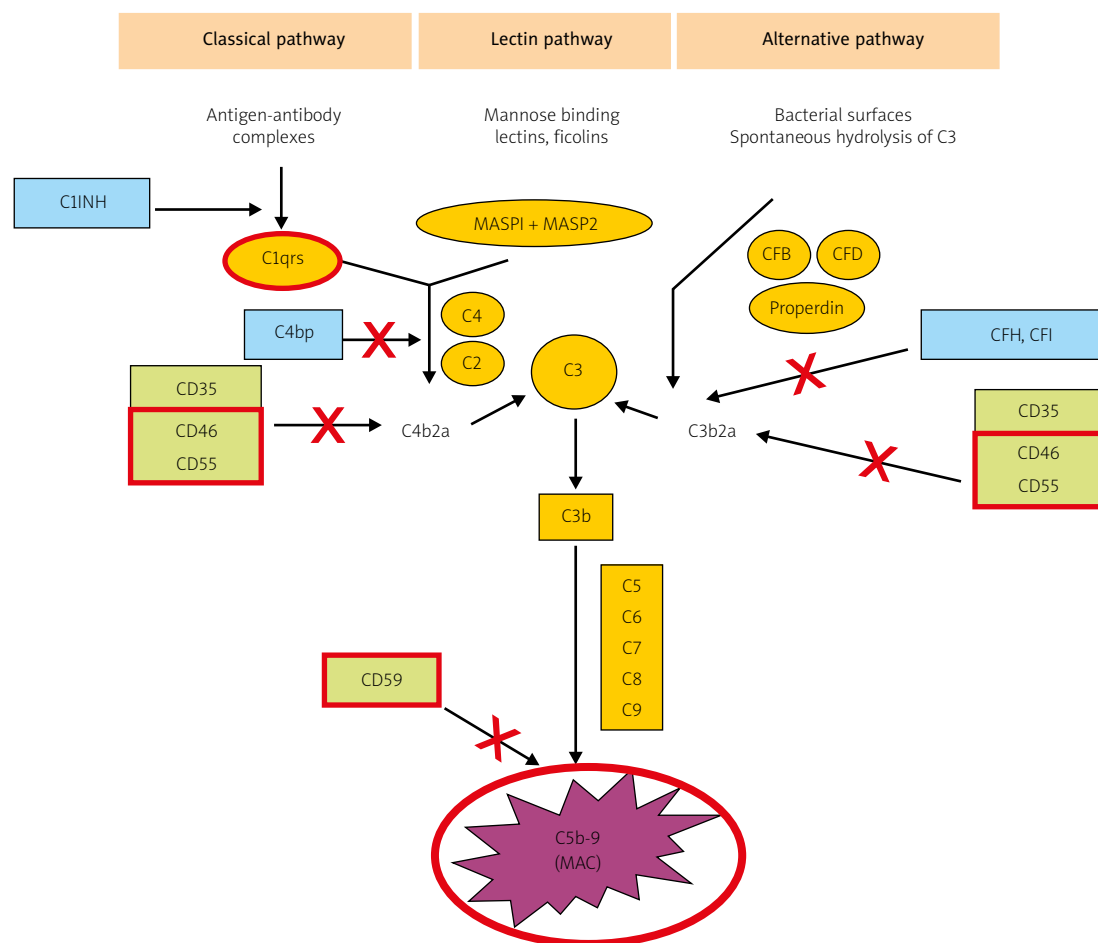 Classical pathway
Lectin pathway
Alternative pathway
Antigen-antibody
complexes
Mannose binding
lectins, ficolins
Bacterial surfaces
Spontaneous hydrolysis of C3
C1INH
MASPI + MASP2
C1qrs
CFB
CFD
Properdin
C4bp
C4
C2
CFH, CFI
C3
CD35
CD46
CD55
C4b2a
C3b2a
CD35
CD46
CD55
C3b
C5
C6
C7
C8
C9
CD59
C5b-9
(MAC)